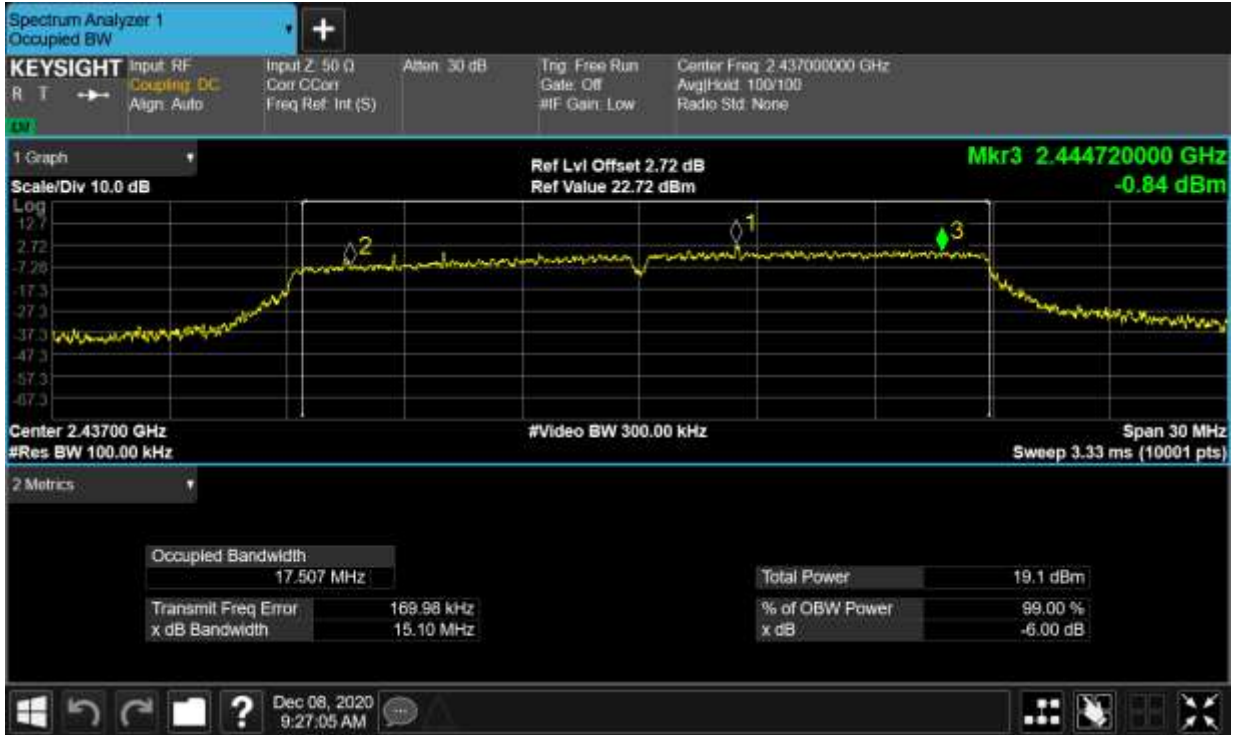 Spectrum Analyzer 1
Occupied BW
+
KEYSIGHT
R T
Input: RF
Coupling: DC
Align: Auto
Input Z: 50 Ω
Corr CCorr
Freq Ref: Int (S)
Atten: 30 dB
Trig: Free Run
Gate: Off
#IF Gain: Low
Center Freq: 2.437000000 GHz
Avg|Hold: 100/100
Radio Std: None
1 Graph
Scale/Div 10.0 dB
Ref Lvl Offset 2.72 dB
Ref Value 22.72 dBm
Mkr3 2.444720000 GHz
-0.84 dBm
Log
12.7
2.72
-7.28
-17.3
-27.3
-37.3
-47.3
-57.3
-67.3
2
1
3
Center 2.43700 GHz
#Res BW 100.00 kHz
#Video BW 300.00 kHz
Span 30 MHz
Sweep 3.33 ms (10001 pts)
2 Metrics
Occupied Bandwidth
17.507 MHz
Transmit Freq Error 169.98 kHz
x dB Bandwidth 15.10 MHz
Total Power 19.1 dBm
% of OBW Power 99.00 %
x dB -6.00 dB
?
Dec 08, 2020
9:27:05 AM